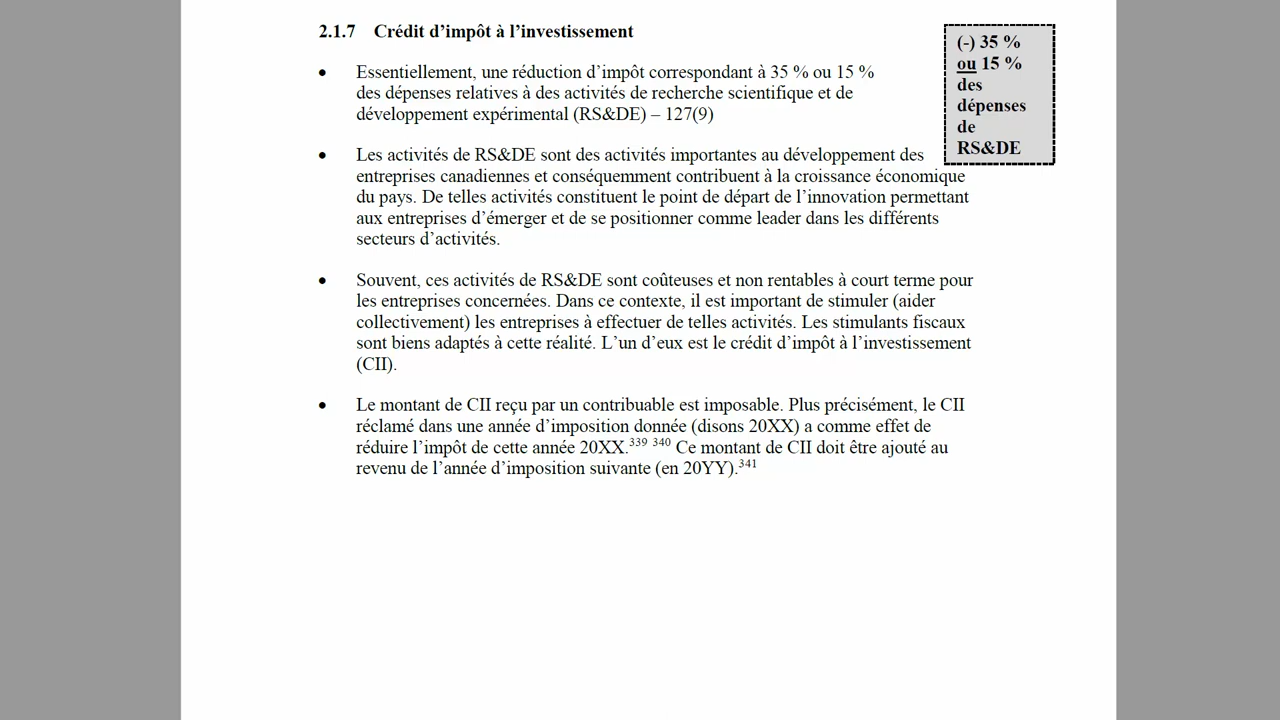 2.1.7 Crédit d'impôt à l'investissement
• Essentiellement, une réduction d'impôt correspondant à 35 % ou 15 %
des dépenses relatives à des activités de recherche scientifique et de
développement expérimental (RS&DE) – 127(9)
(-) 35 %
ou 15 %
des
dépenses
de
RS&DE
• Les activités de RS&DE sont des activités importantes au développement des
entreprises canadiennes et conséquemment contribuent à la croissance économique
du pays. De telles activités constituent le point de départ de l'innovation permettant
aux entreprises d'émerger et de se positionner comme leader dans les différents
secteurs d'activités.
• Souvent, ces activités de RS&DE sont coûteuses et non rentables à court terme pour
les entreprises concernées. Dans ce contexte, il est important de stimuler (aider
collectivement) les entreprises à effectuer de telles activités. Les stimulants fiscaux
sont biens adaptés à cette réalité. L'un d'eux est le crédit d'impôt à l'investissement
(CII).
• Le montant de CII reçu par un contribuable est imposable. Plus précisément, le CII
réclamé dans une année d'imposition donnée (disons 20XX) a comme effet de
réduire l'impôt de cette année 20XX.339 340 Ce montant de CII doit être ajouté au
revenu de l'année d'imposition suivante (en 20YY).341